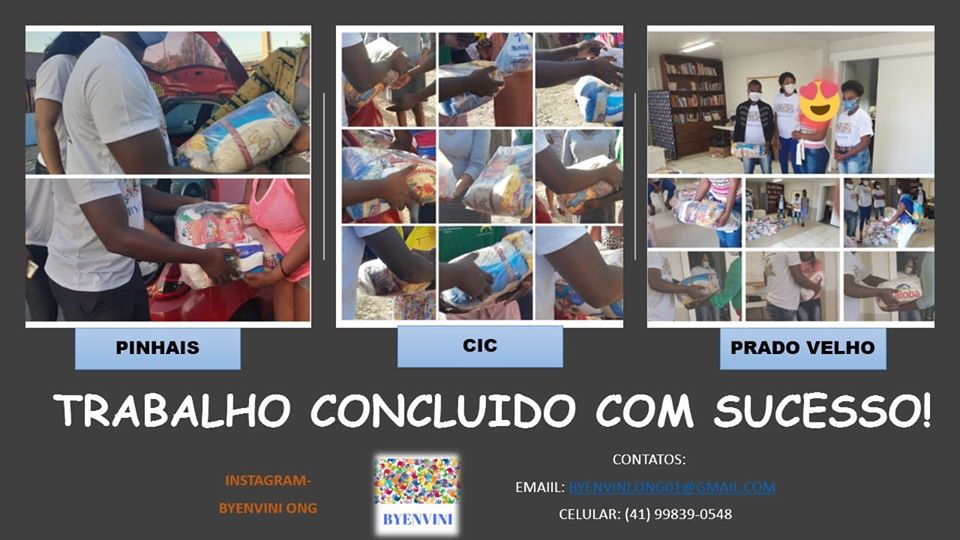 PINHAIS
CIC
PRADO VELHO
TRABALHO CONCLUIDO COM SUCESSO!
INSTAGRAM-
BYENVINI ONG
BYENVINI
CONTATOS:
EMAIIL: BYENVINI.ONG01@GMAIL.COM
CELULAR: (41) 99839-0548